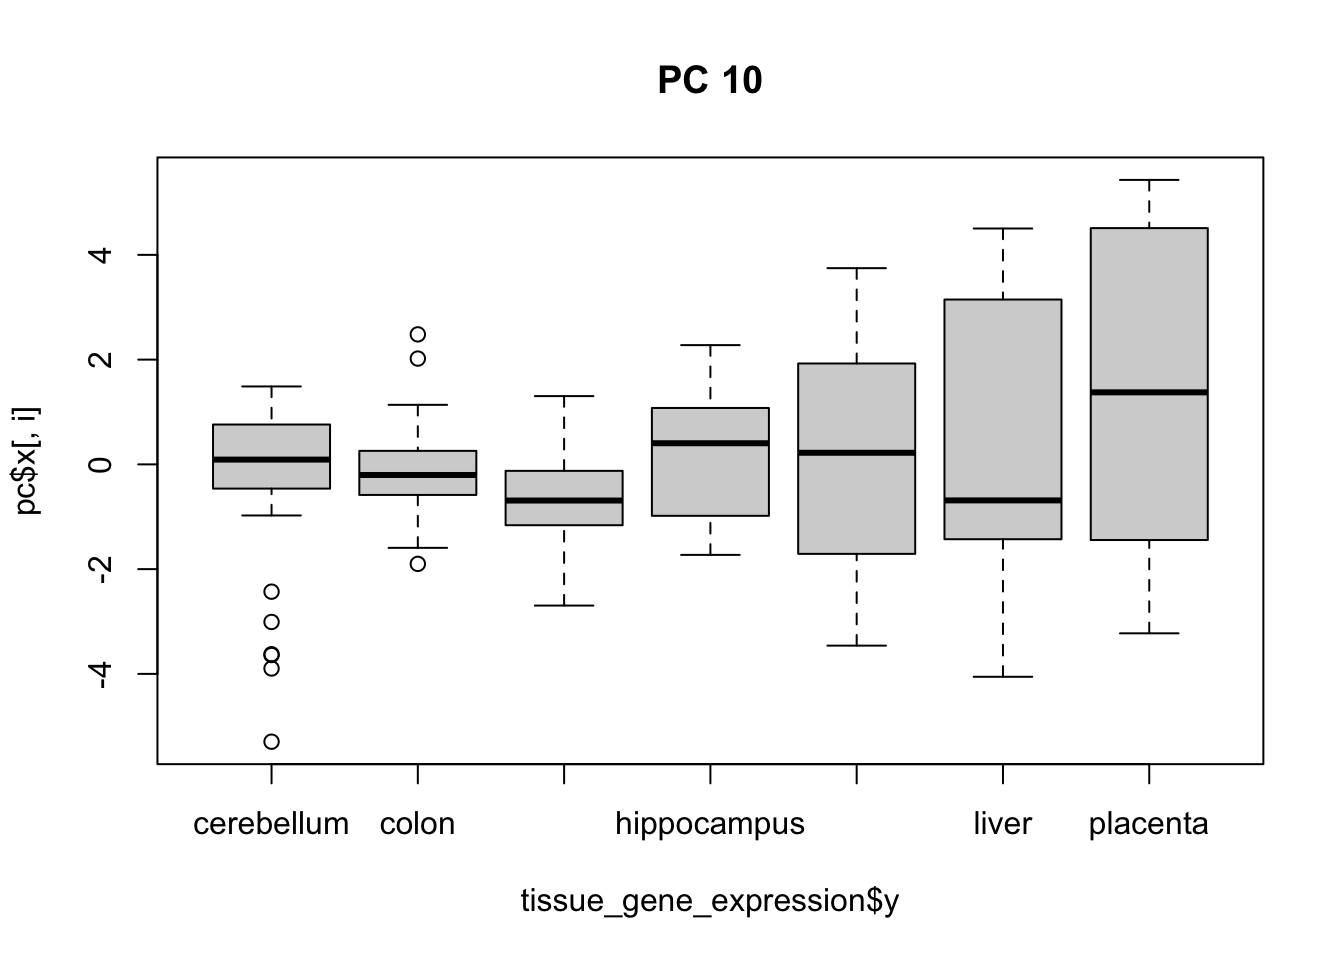 PC 10
pc$x[, i]
4
2
0
-2
-4
cerebellum colon hippocampus liver placenta
tissue_gene_expression$y